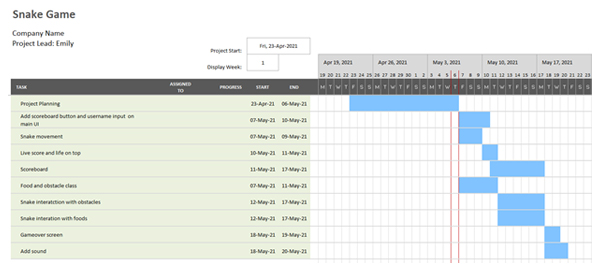 Snake Game
Company Name
Project Lead: Emily
Project Start: Fri, 23-Apr-2021
Display Week: 1
Apr 19, 2021 Apr 26, 2021 May 3, 2021 May 10, 2021 May 17, 2021
19 20 21 22 23 24 25 26 27 28 29 30 1 2 3 4 5 6 7 8 9 10 11 12 13 14 15 16 17 18 19 20 21 22 23
TASK ASSIGNED TO PROGRESS START END M T W T F S S M T W T F S S M T W T F S S M T W T F S S M T W T F S S
Project Planning 23-Apr-21 06-May-21
Add scoreboard button and username input on
main UI 07-May-21 10-May-21
Snake movement 07-May-21 09-May-21
Live score and life on top 10-May-21 11-May-21
Scoreboard 11-May-21 17-May-21
Food and obstacle class 07-May-21 11-May-21
Snake interatction with obstacles 12-May-21 17-May-21
Snake interation with foods 12-May-21 17-May-21
Gameover screen 18-May-21 19-May-21
Add sound 18-May-21 20-May-21